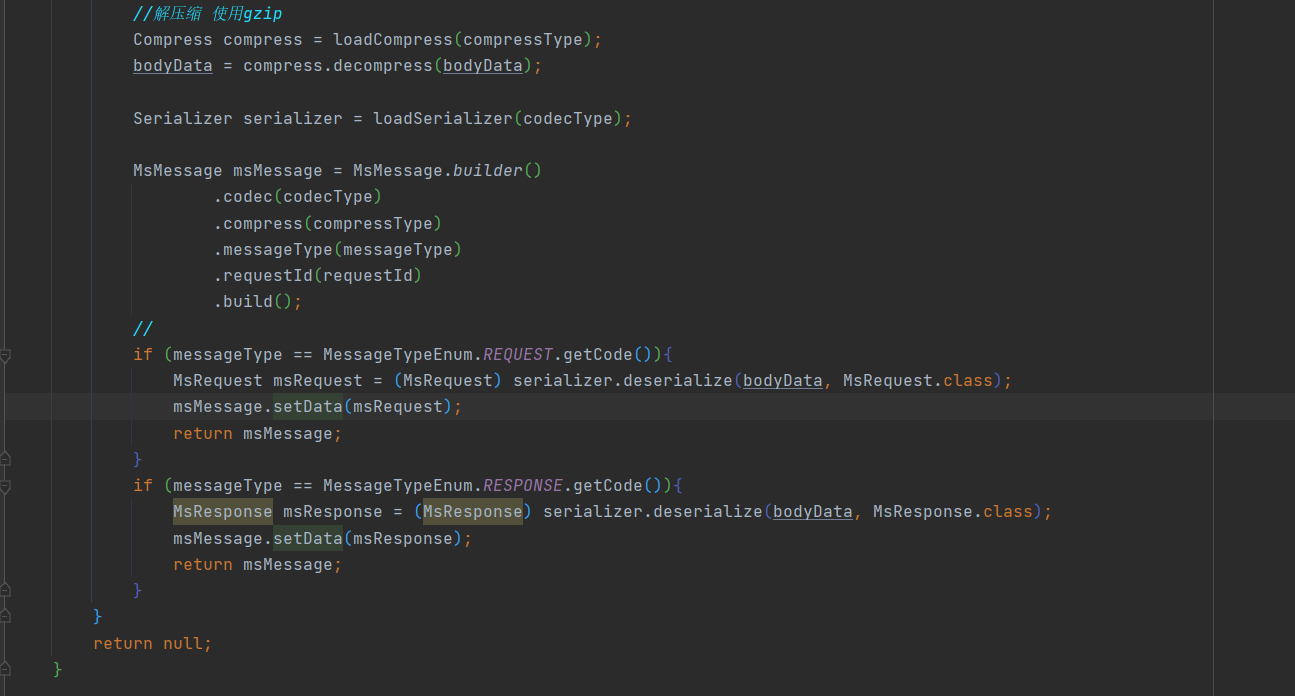 //解压缩 使用gzip
Compress compress = loadCompress(compressType);
bodyData = compress.decompress(bodyData);
Serializer serializer = loadSerializer(codecType);
MsMessage msMessage = MsMessage.builder()
.codec(codecType)
.compress(compressType)
.messageType(messageType)
.requestId(requestId)
.build();
//
if (messageType == MessageTypeEnum.REQUEST.getCode()){
MsRequest msRequest = (MsRequest) serializer.deserialize(bodyData, MsRequest.class);
msMessage.setData(msRequest);
return msMessage;
}
if (messageType == MessageTypeEnum.RESPONSE.getCode()){
MsResponse msResponse = (MsResponse) serializer.deserialize(bodyData, MsResponse.class);
msMessage.setData(msResponse);
return msMessage;
}
}
return null;
}